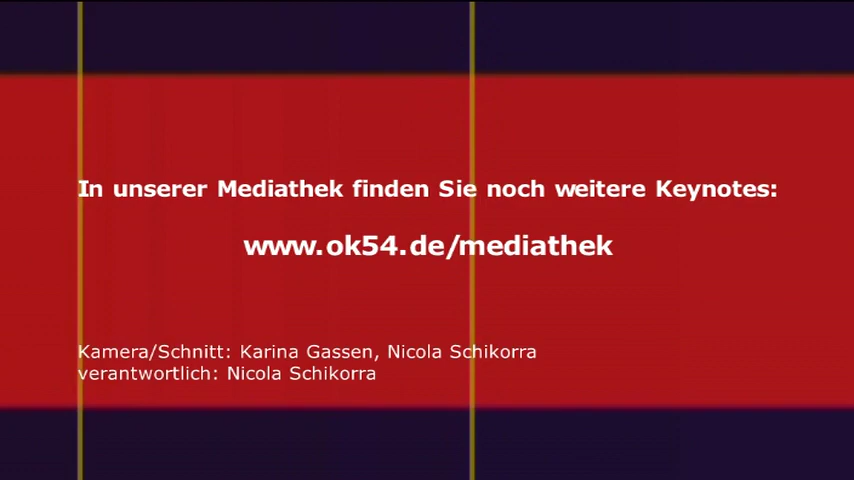 In unserer Mediathek finden Sie noch weitere Keynotes:
www.ok54.de/mediathek
Kamera/Schnitt: Karina Gassen, Nicola Schikorra
verantwortlich: Nicola Schikorra